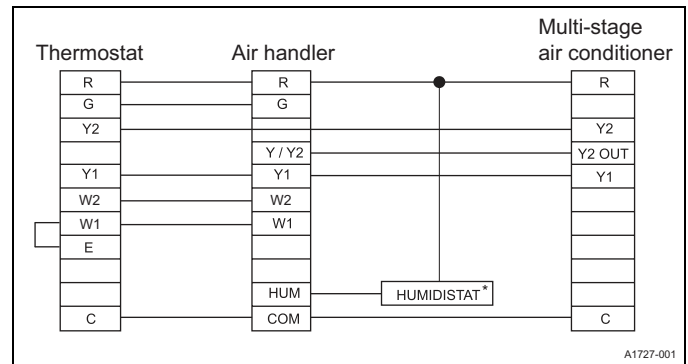 Multi-stage
Thermostat Air handler air conditioner
R R R
G G
Y2 Y2
Y / Y2 Y2 OUT
Y1 Y1 Y1
W2 W2
W1 W1
E
HUM HUMIDISTAT*
C COM C
A1727-001